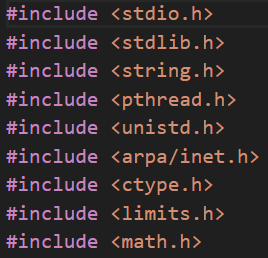 #include <stdio.h>
#include <stdlib.h>
#include <string.h>
#include <pthread.h>
#include <unistd.h>
#include <arpa/inet.h>
#include <ctype.h>
#include <limits.h>
#include <math.h>